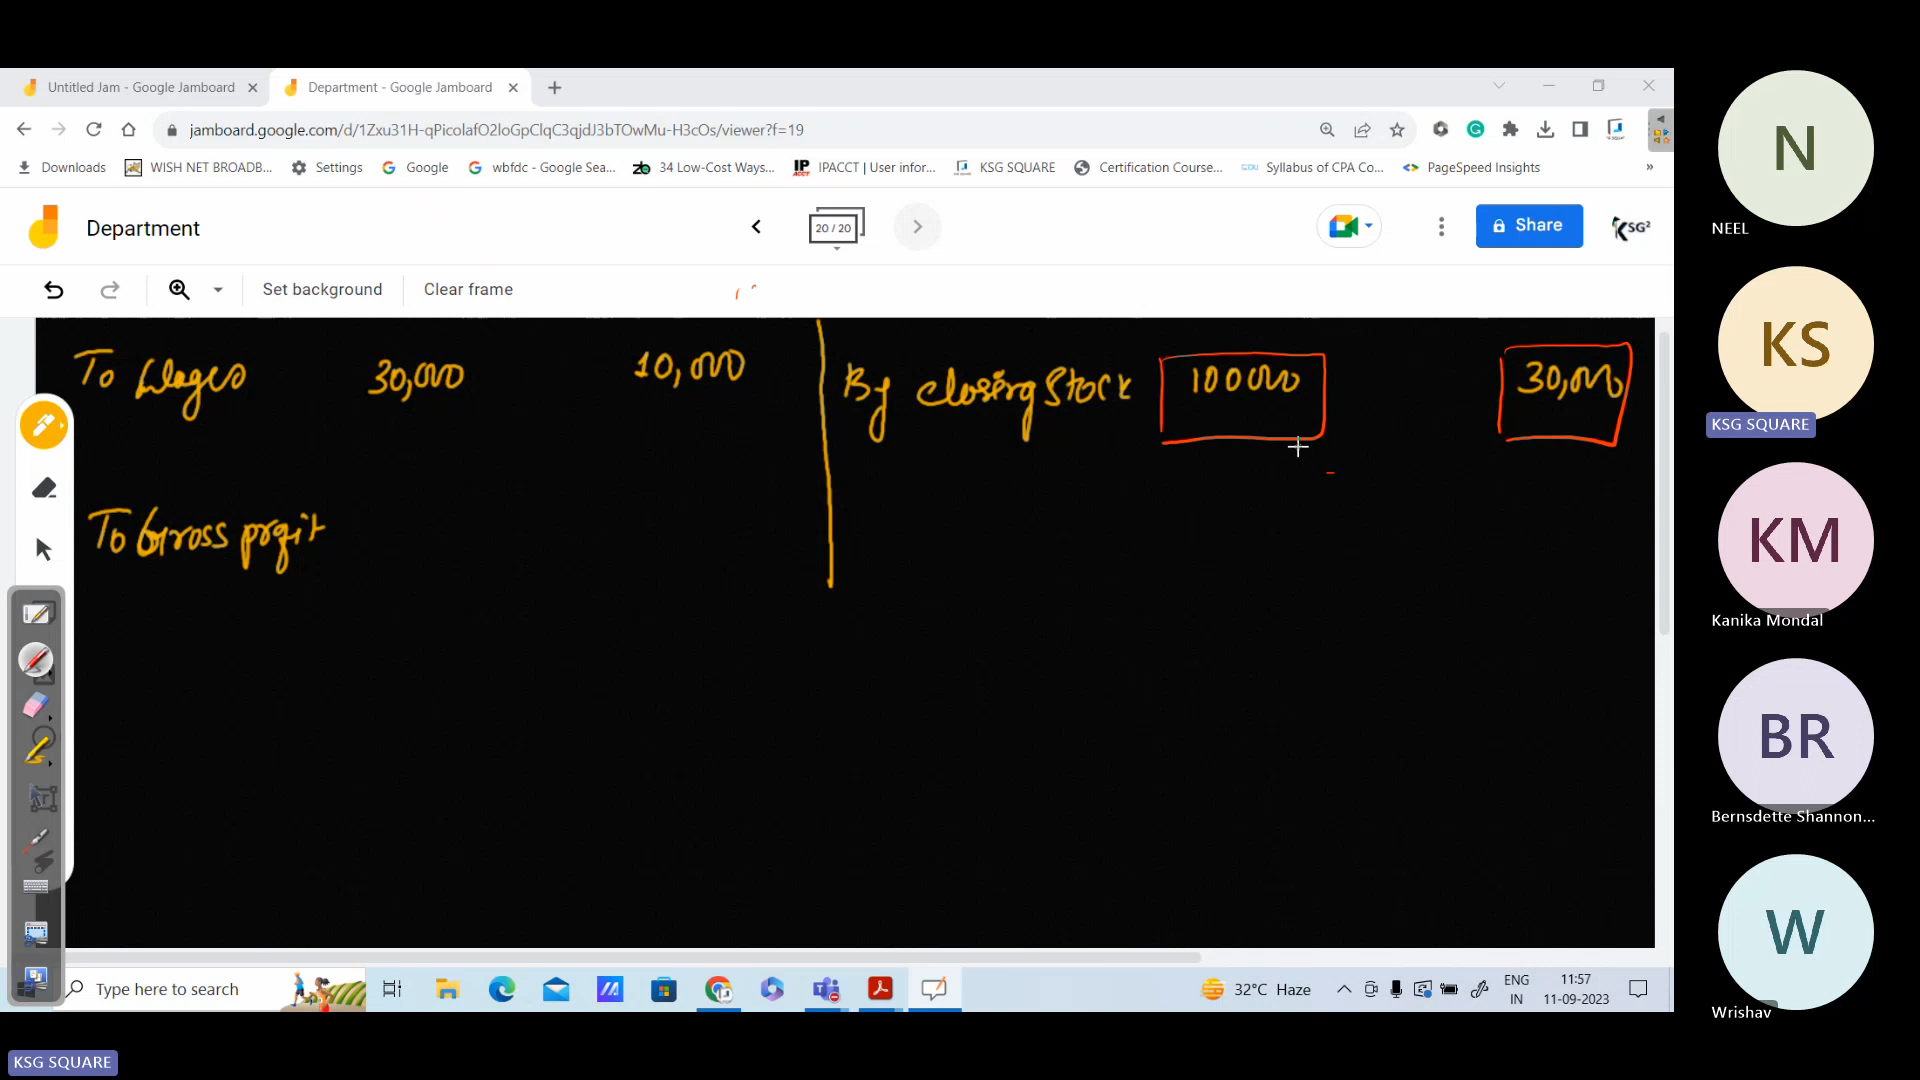 Untitled Jam - Google Jamboard
Department - Google Jamboard
jamboard.google.com/d/1Zxu31H-qPicolafO2loGpClqC3qjdJ3bTOwMu-H3cOs/viewer?f=19
Downloads WISH NET BROADB... Settings Google wbfdc - Google Sea... 34 Low-Cost Ways... IPACCT | User infor... KSG SQUARE Certification Course... Syllabus of CPA Co... PageSpeed Insights »
Department
20 / 20
Share
KSG²
Set background Clear frame
To Wages 30,000 10,000
By closing Stock 100000 30,000
To Gross profit
Type here to search
32°C Haze
ENG
IN
11:57
11-09-2023
N
NEEL
KS
KSG SQUARE
KM
Kanika Mondal
BR
Bernsdette Shannon...
W
Wrishav
KSG SQUARE